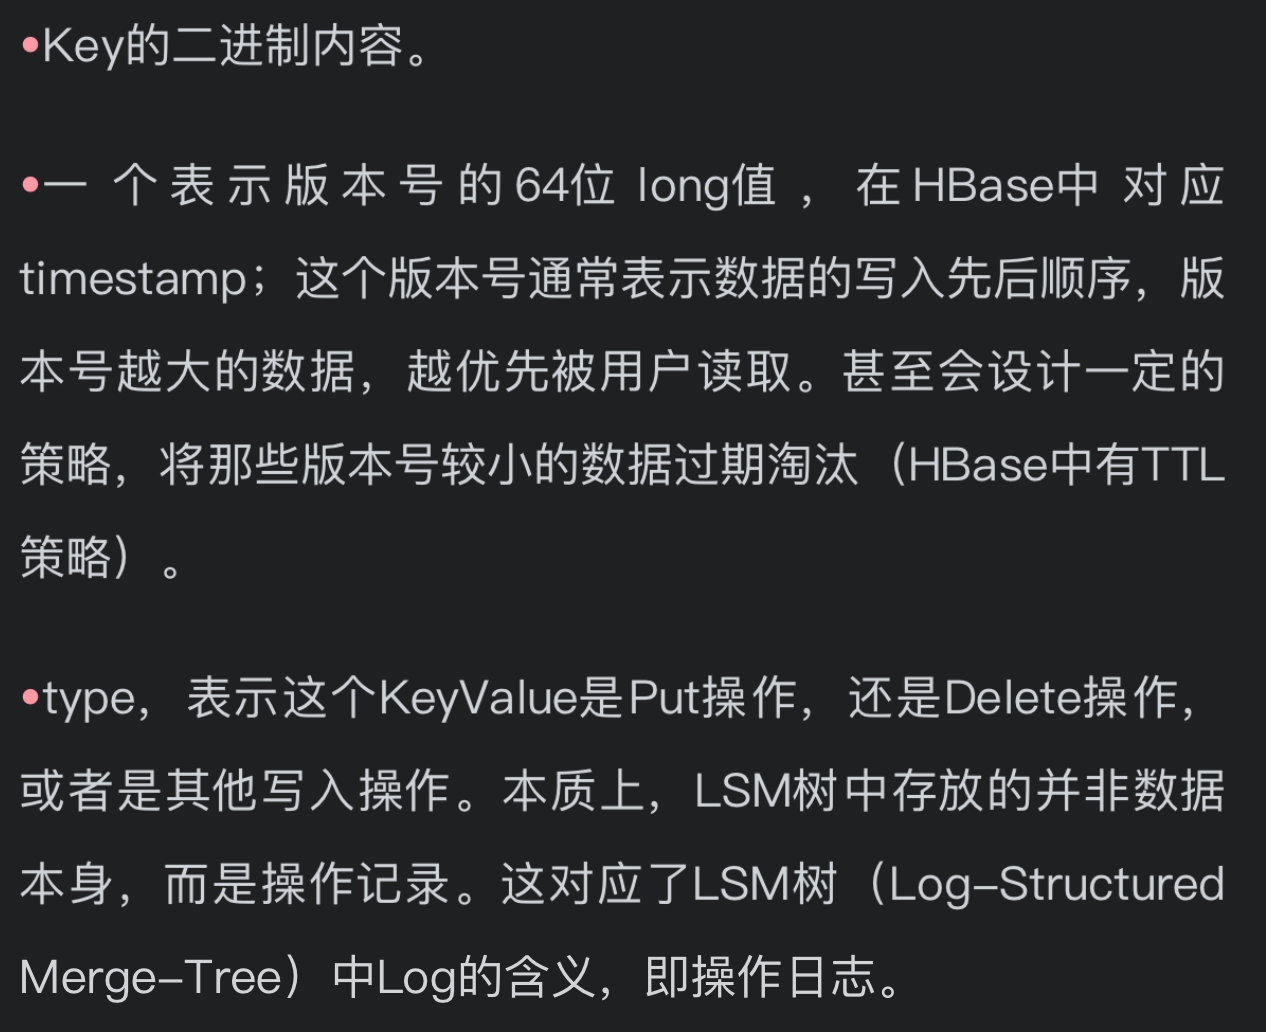 •Key的二进制内容。
•一个表示版本号的64位 long值，在HBase中对应
timestamp；这个版本号通常表示数据的写入先后顺序，版
本号越大的数据，越优先被用户读取。甚至会设计一定的
策略，将那些版本号较小的数据过期淘汰（HBase中有TTL
策略）。
•type，表示这个KeyValue是Put操作，还是Delete操作，
或者是其他写入操作。本质上，LSM树中存放的并非数据
本身，而是操作记录。这对应了LSM树（Log-Structured
Merge-Tree）中Log的含义，即操作日志。